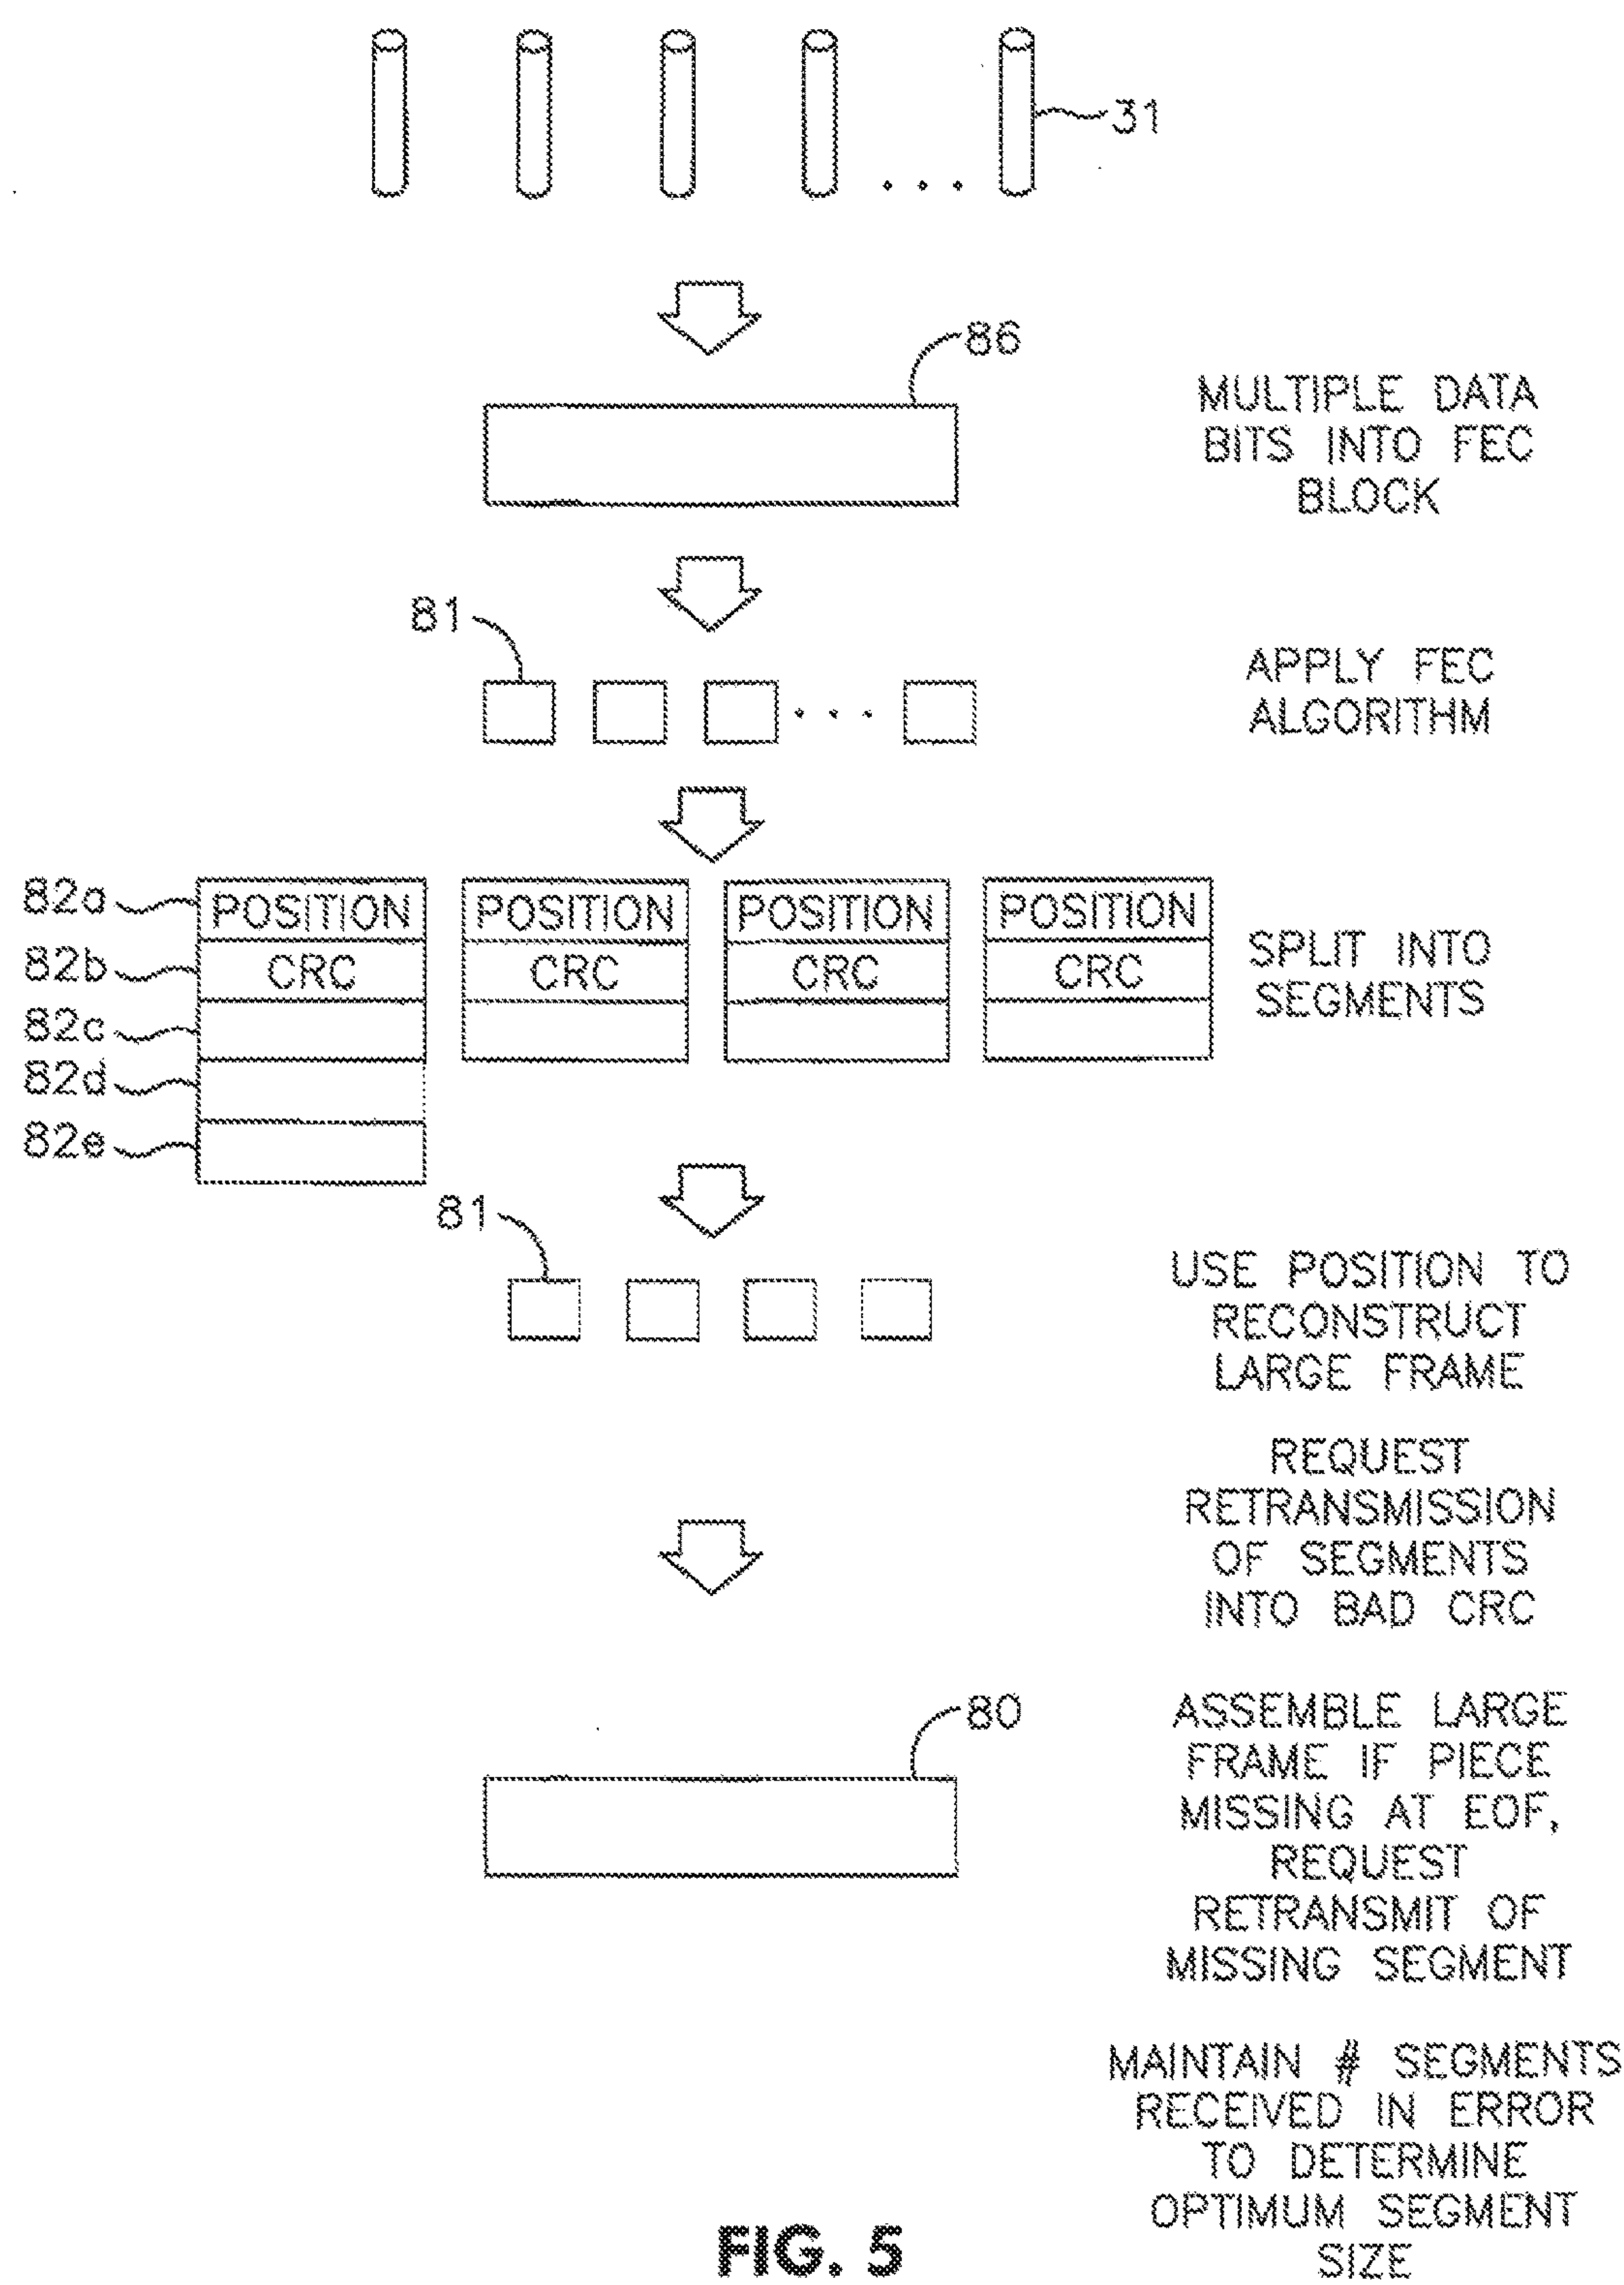 31
86
MULTIPLE DATA
BITS INTO FEC
BLOCK
81
APPLY FEC
ALGORITHM
82a
POSITION
POSITION
POSITION
POSITION
82b
CRC
CRC
CRC
CRC
SPLIT INTO
SEGMENTS
82c
82d
82e
81
USE POSITION TO
RECONSTRUCT
LARGE FRAME
REQUEST
RETRANSMISSION
OF SEGMENTS
INTO BAD CRC
80
ASSEMBLE LARGE
FRAME IF PIECE
MISSING AT EOF,
REQUEST
RETRANSMIT OF
MISSING SEGMENT
MAINTAIN # SEGMENTS
RECEIVED IN ERROR
TO DETERMINE
OPTIMUM SEGMENT
SIZE
FIG. 5